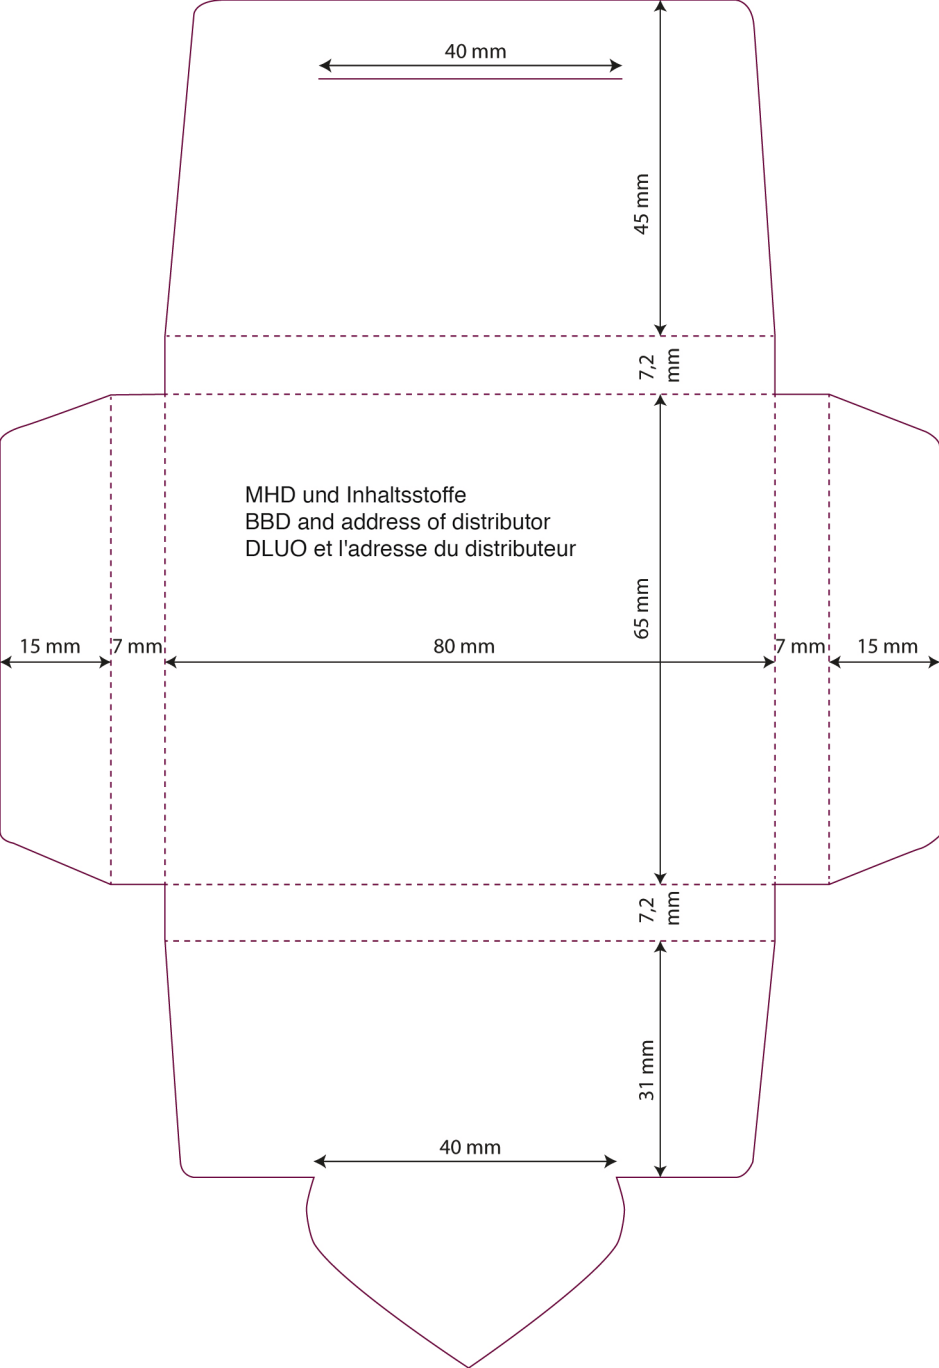 40 mm
45 mm
7,2
mm
MHD und Inhaltsstoffe
BBD and address of distributor
DLUO et l'adresse du distributeur
65 mm
15 mm
7 mm
80 mm
7 mm
15 mm
7,2
mm
31 mm
40 mm